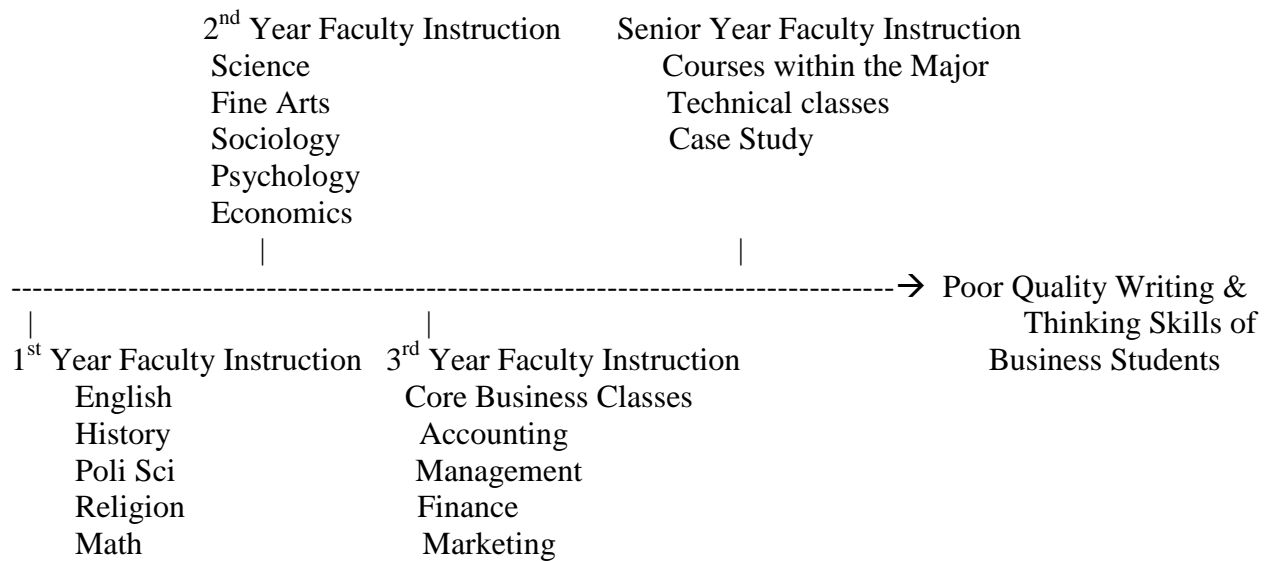 2nd Year Faculty Instruction
Science
Fine Arts
Sociology
Psychology
Economics
Senior Year Faculty Instruction
Courses within the Major
Technical classes
Case Study
Poor Quality Writing &
Thinking Skills of
Business Students
1st Year Faculty Instruction
English
History
Poli Sci
Religion
Math
3rd Year Faculty Instruction
Core Business Classes
Accounting
Management
Finance
Marketing